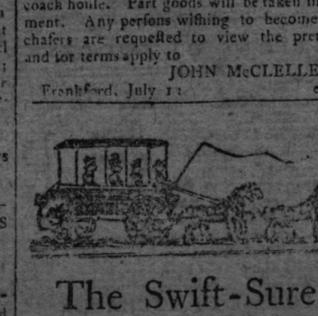 coach house. Part goods will be taken in
ment. Any perſons wiſhing to become
chaſers are requeſted to view the pre
and for terms apply to
JOHN McCLELLE
Frankford, July 11
The Swift-Sure